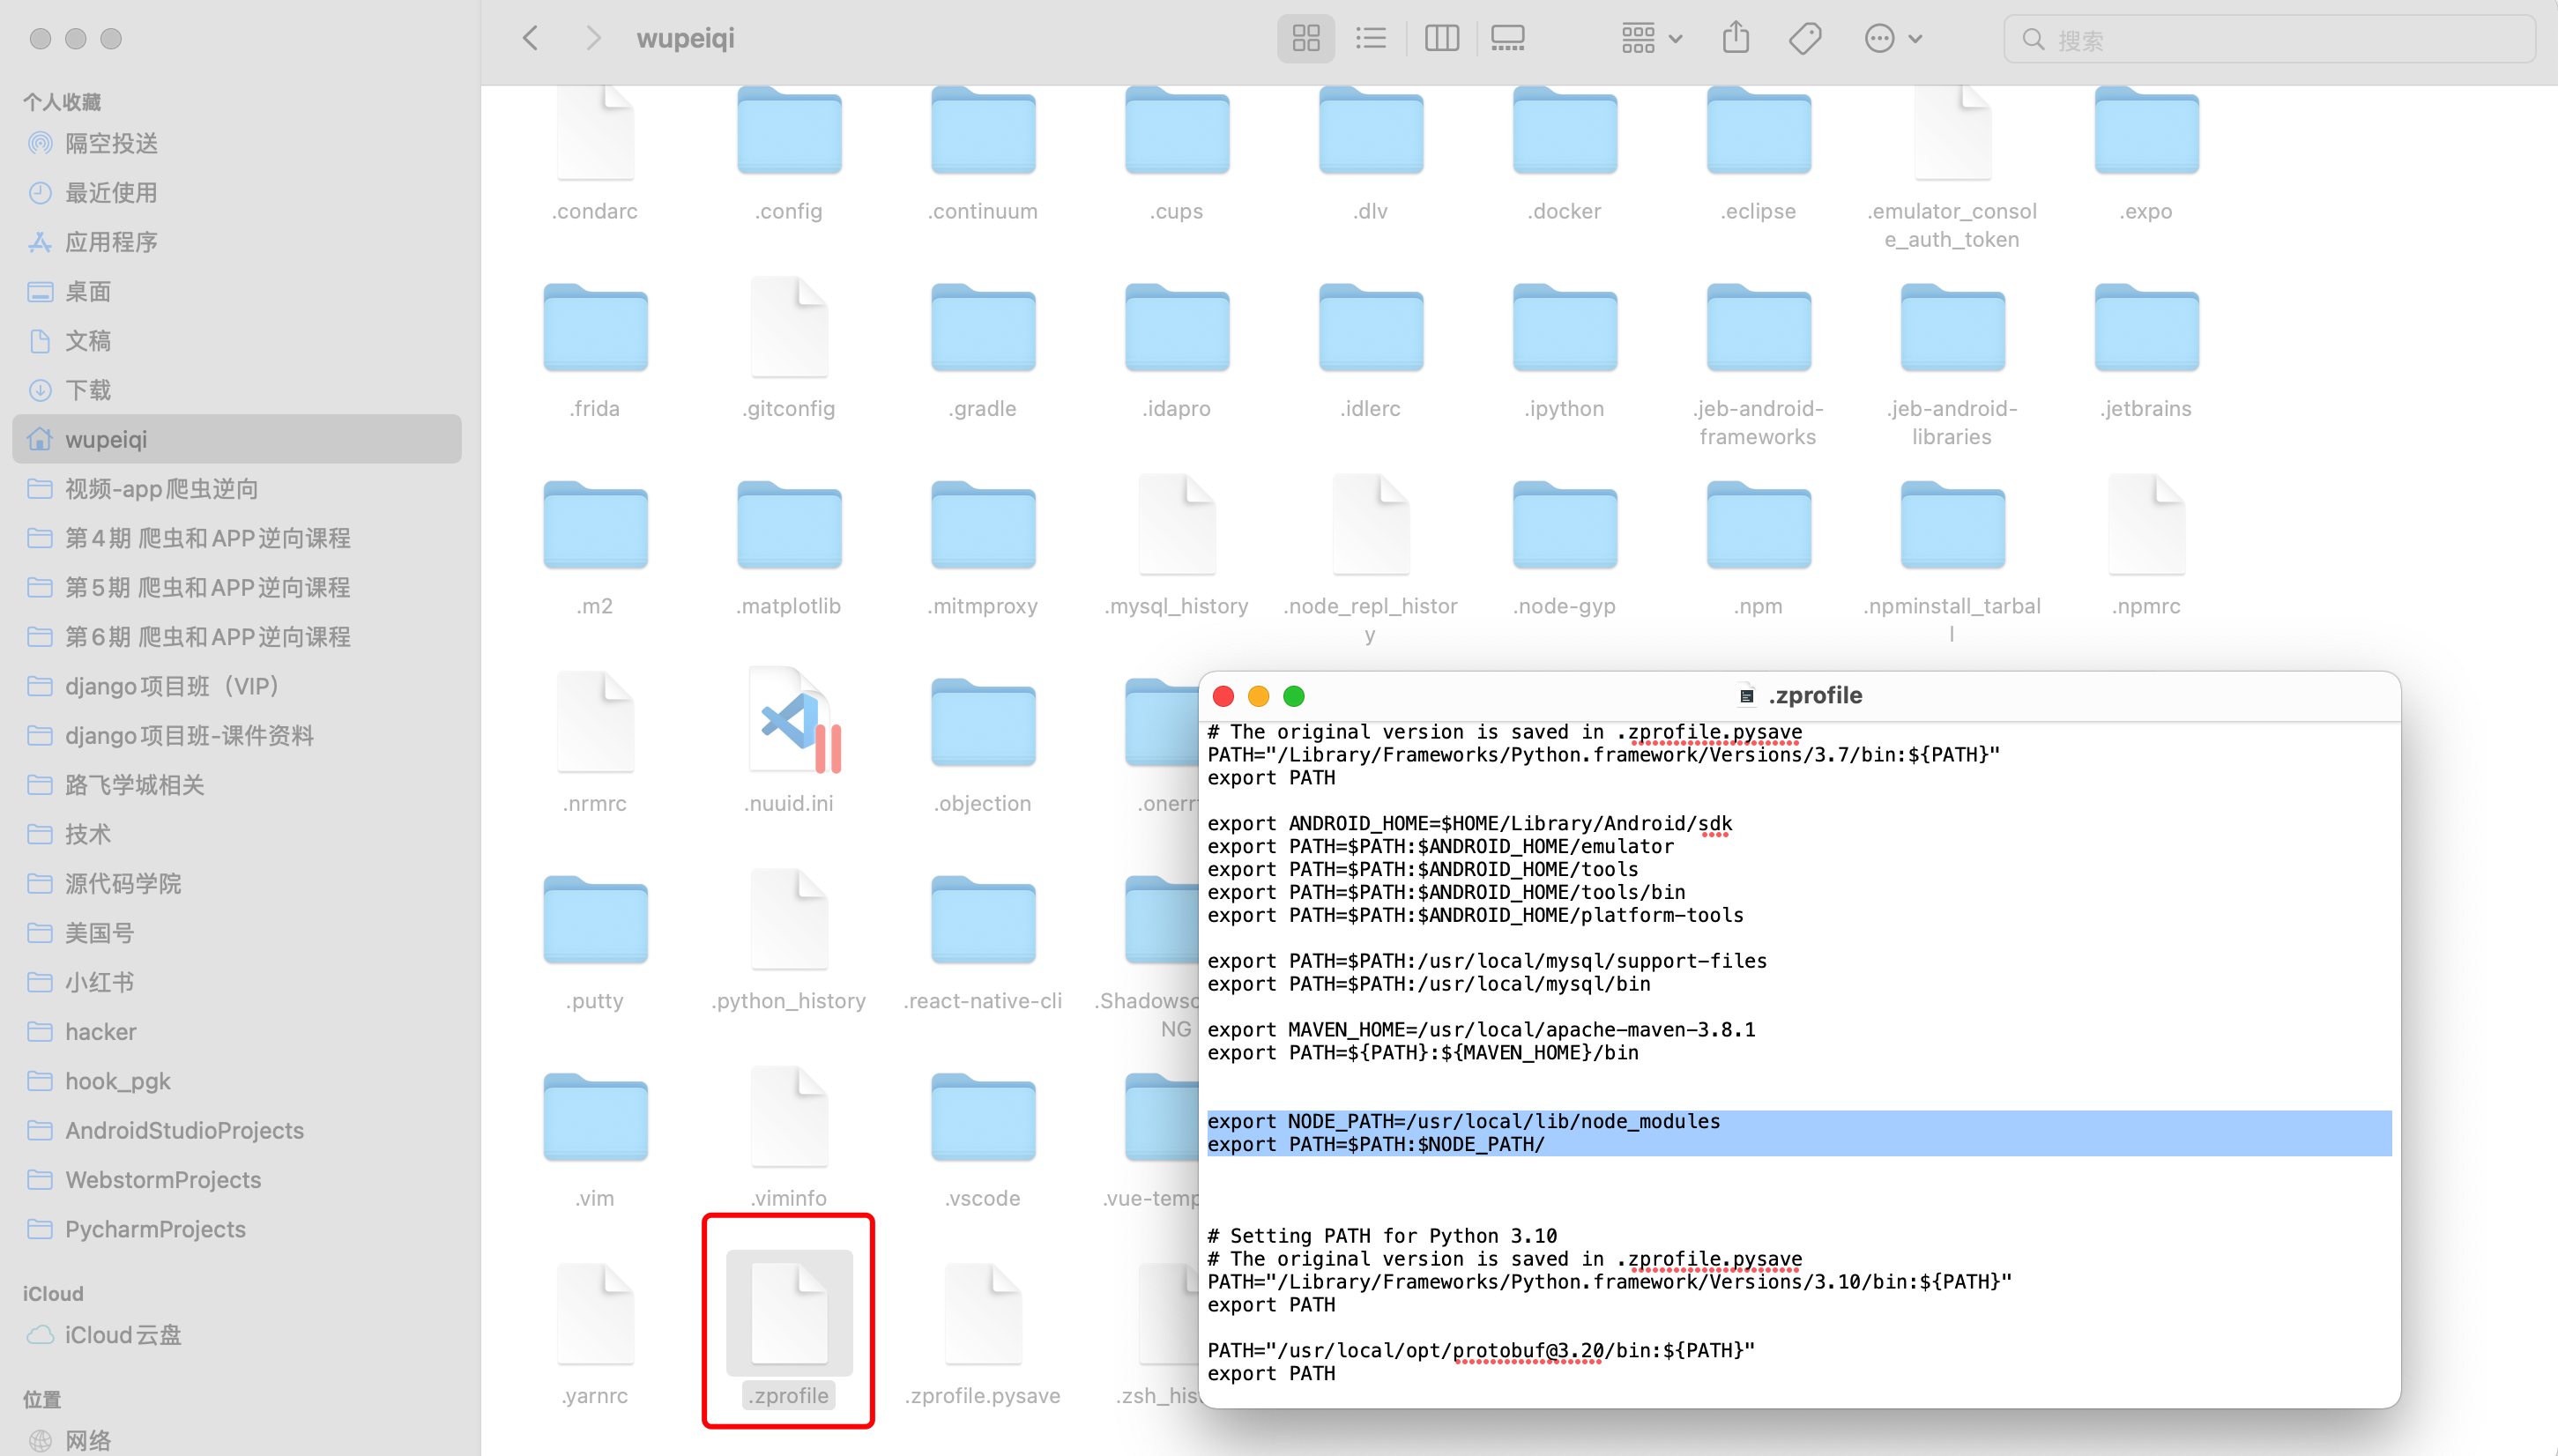 wupeiqi
搜索
个人收藏
隔空投送
最近使用
应用程序
桌面
文稿
下载
wupeiqi
视频-app爬虫逆向
第4期 爬虫和APP逆向课程
第5期 爬虫和APP逆向课程
第6期 爬虫和APP逆向课程
django项目班（VIP）
django项目班-课件资料
路飞学城相关
技术
源代码学院
美国号
小红书
hacker
hook_pgk
AndroidStudioProjects
WebstormProjects
PycharmProjects
iCloud
iCloud云盘
位置
网络
.condarc
.config
.continuum
.cups
.dlv
.docker
.eclipse
.emulator_consol
e_auth_token
.expo
.frida
.gitconfig
.gradle
.idapro
.idlerc
.ipython
.jeb-android-
frameworks
.jeb-android-
libraries
.jetbrains
.m2
.matplotlib
.mitmproxy
.mysql_history
.node_repl_histor
y
.node-gyp
.npm
.npminstall_tarbal
l
.npmrc
.nrmrc
.nuuid.ini
.objection
.putty
.python_history
.react-native-cli
NG
.vim
.viminfo
.vscode
.yarnrc
.zprofile
.zprofile.pysave
.zprofile
# The original version is saved in .zprofile.pysave
PATH="/Library/Frameworks/Python.framework/Versions/3.7/bin:${PATH}"
export PATH
export ANDROID_HOME=$HOME/Library/Android/sdk
export PATH=$PATH:$ANDROID_HOME/emulator
export PATH=$PATH:$ANDROID_HOME/tools
export PATH=$PATH:$ANDROID_HOME/tools/bin
export PATH=$PATH:$ANDROID_HOME/platform-tools
export PATH=$PATH:/usr/local/mysql/support-files
export PATH=$PATH:/usr/local/mysql/bin
export MAVEN_HOME=/usr/local/apache-maven-3.8.1
export PATH=${PATH}:${MAVEN_HOME}/bin
export NODE_PATH=/usr/local/lib/node_modules
export PATH=$PATH:$NODE_PATH/
# Setting PATH for Python 3.10
# The original version is saved in .zprofile.pysave
PATH="/Library/Frameworks/Python.framework/Versions/3.10/bin:${PATH}"
export PATH
PATH="/usr/local/opt/protobuf@3.20/bin:${PATH}"
export PATH